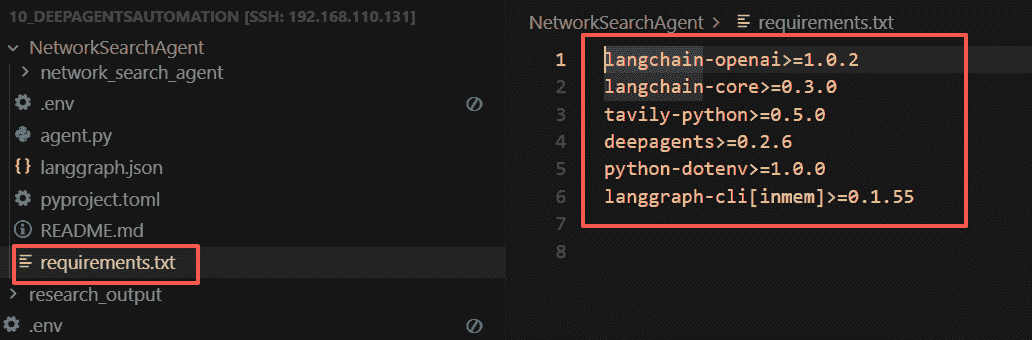 10_DEEPAGENTSAUTOMATION [SSH: 192.168.110.131]
NetworkSearchAgent
network_search_agent
.env
agent.py
langgraph.json
pyproject.toml
README.md
requirements.txt
research_output
.env
NetworkSearchAgent > requirements.txt
1 langchain-openai>=1.0.2
2 langchain-core>=0.3.0
3 tavily-python>=0.5.0
4 deepagents>=0.2.6
5 python-dotenv>=1.0.0
6 langgraph-cli[inmem]>=0.1.55
7
8